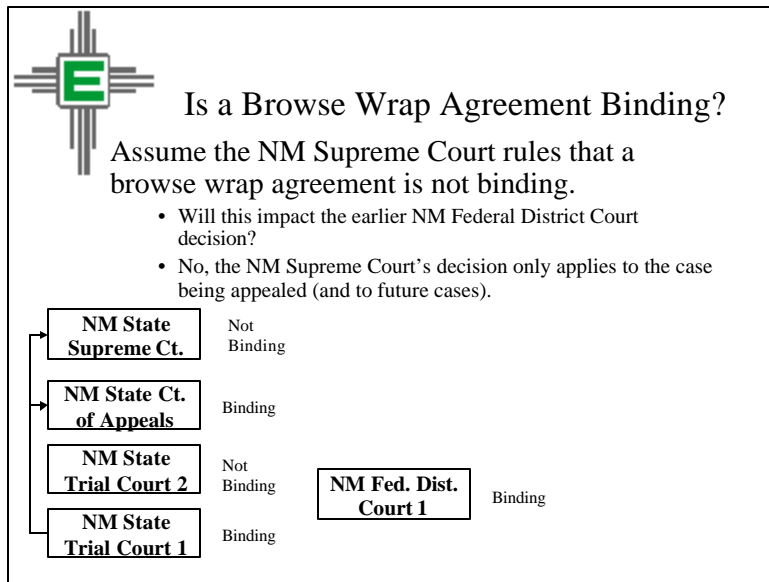 E
Is a Browse Wrap Agreement Binding?
Assume the NM Supreme Court rules that a
browse wrap agreement is not binding.
• Will this impact the earlier NM Federal District Court
decision?
• No, the NM Supreme Court's decision only applies to the case
being appealed (and to future cases).
NM State
Supreme Ct.
Not
Binding
NM State Ct.
of Appeals
Binding
NM State
Trial Court 2
Not
Binding
NM Fed. Dist.
Court 1
Binding
NM State
Trial Court 1
Binding